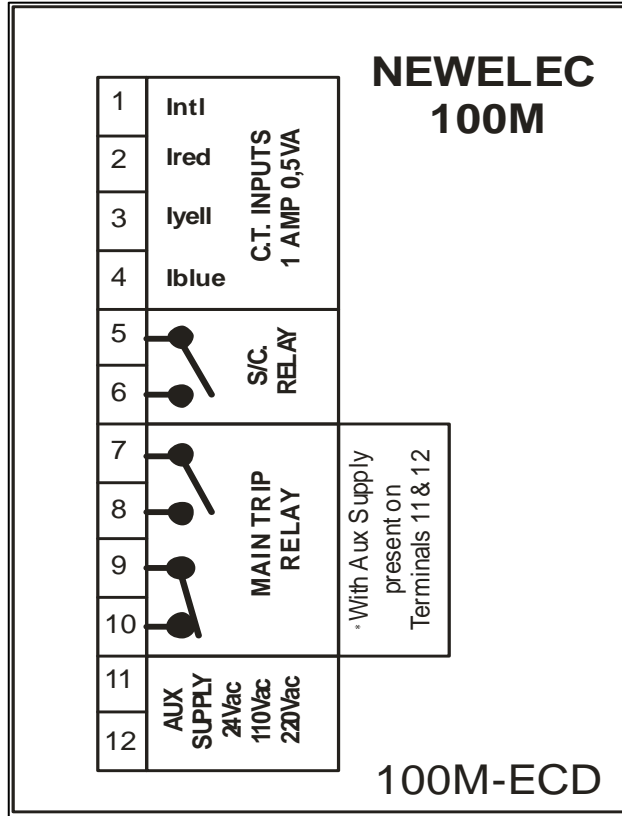 NEWELEC
100M
1
Intl
2
Ired
3
Iyell
4
Iblue
C.T. INPUTS
1 AMP 0,5VA
5
6
S/C.
RELAY
7
8
9
10
MAIN TRIP
RELAY
* With Aux Supply
present on
Terminals 11 & 12
11
12
AUX
SUPPLY
24Vac
110Vac
220Vac
100M-ECD